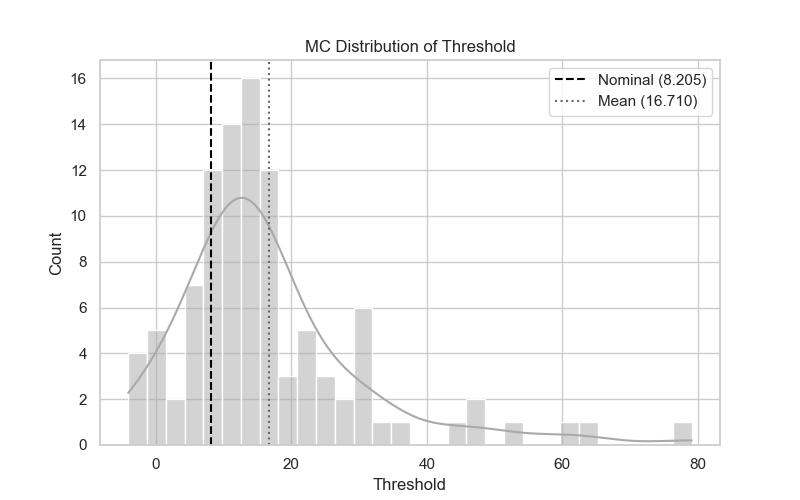 MC Distribution of Threshold
Nominal (8.205)
Mean (16.710)
16
14
12
10
8
6
4
2
0
Count
0 20 40 60 80
Threshold